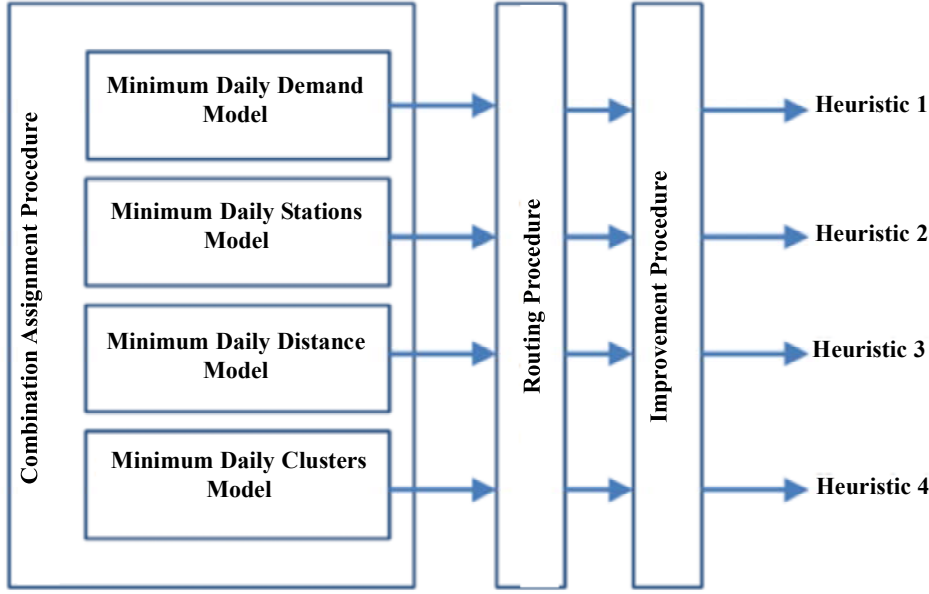 Combination Assignment Procedure
Minimum Daily Demand
Model
Minimum Daily Stations
Model
Minimum Daily Distance
Model
Minimum Daily Clusters
Model
Routing Procedure
Improvement Procedure
Heuristic 1
Heuristic 2
Heuristic 3
Heuristic 4